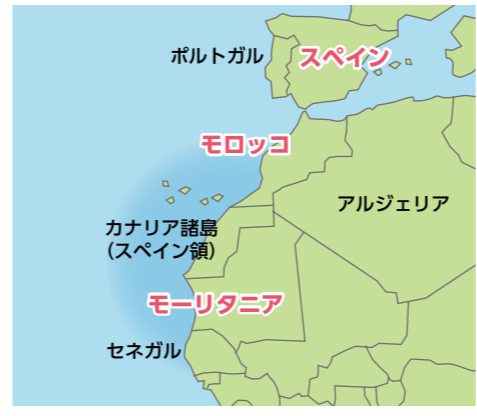 ポルトガル
スペイン
モロッコ
アルジェリア
カナリア諸島
（スペイン領）
モーリタニア
セネガル